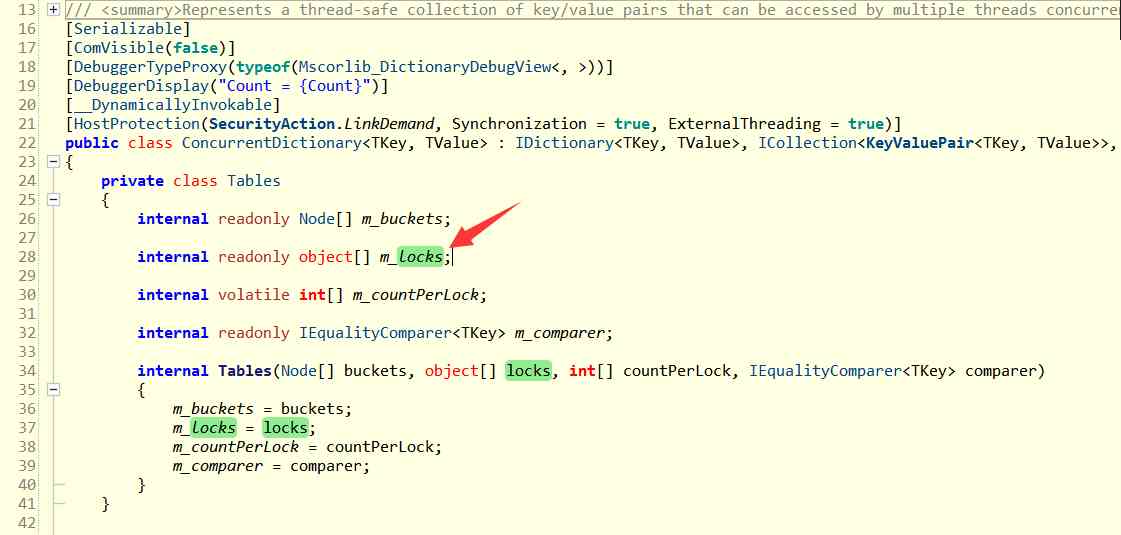 13 /// <summary>Represents a thread-safe collection of key/value pairs that can be accessed by multiple threads
16 [Serializable]
17 [ComVisible(false)]
18 [DebuggerTypeProxy(typeof(Mscorlib_DictionaryDebugView<, >))]
19 [DebuggerDisplay("Count = {Count}")]
20 [__DynamicallyInvokable]
21 [HostProtection(SecurityAction.LinkDemand, Synchronization = true, ExternalThreading = true)]
22 public class ConcurrentDictionary<TKey, TValue> : IDictionary<TKey, TValue>, ICollection<KeyValuePair<TKey, TValue>>,
23 {
24 private class Tables
25 {
26 internal readonly Node[] m_buckets;
27
28 internal readonly object[] m_locks;
29
30 internal volatile int[] m_countPerLock;
31
32 internal readonly IEqualityComparer<TKey> m_comparer;
33
34 internal Tables(Node[] buckets, object[] locks, int[] countPerLock, IEqualityComparer<TKey> comparer)
35 {
36 m_buckets = buckets;
37 m_locks = locks;
38 m_countPerLock = countPerLock;
39 m_comparer = comparer;
40 }
41 }
42